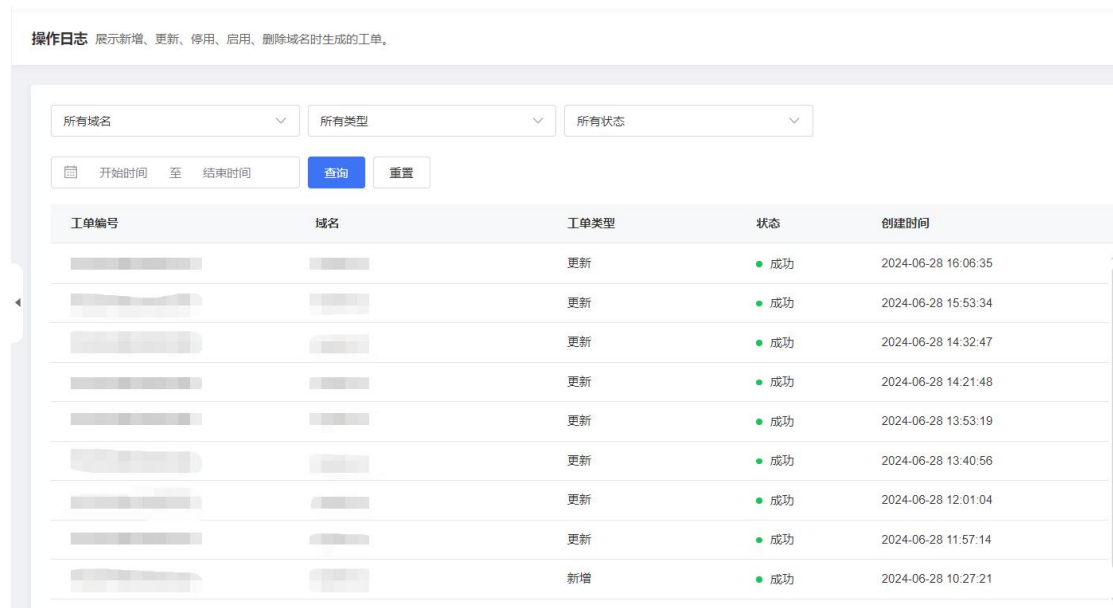 操作日志 展示新增、更新、停用、启用、删除域名时生成的工单。
所有域名 所有类型 所有状态
开始时间 至 结束时间 查询 重置
工单编号 域名 工单类型 状态 创建时间
更新 成功 2024-06-28 16:06:35
更新 成功 2024-06-28 15:53:34
更新 成功 2024-06-28 14:32:47
更新 成功 2024-06-28 14:21:48
更新 成功 2024-06-28 13:53:19
更新 成功 2024-06-28 13:40:56
更新 成功 2024-06-28 12:01:04
更新 成功 2024-06-28 11:57:14
新增 成功 2024-06-28 10:27:21